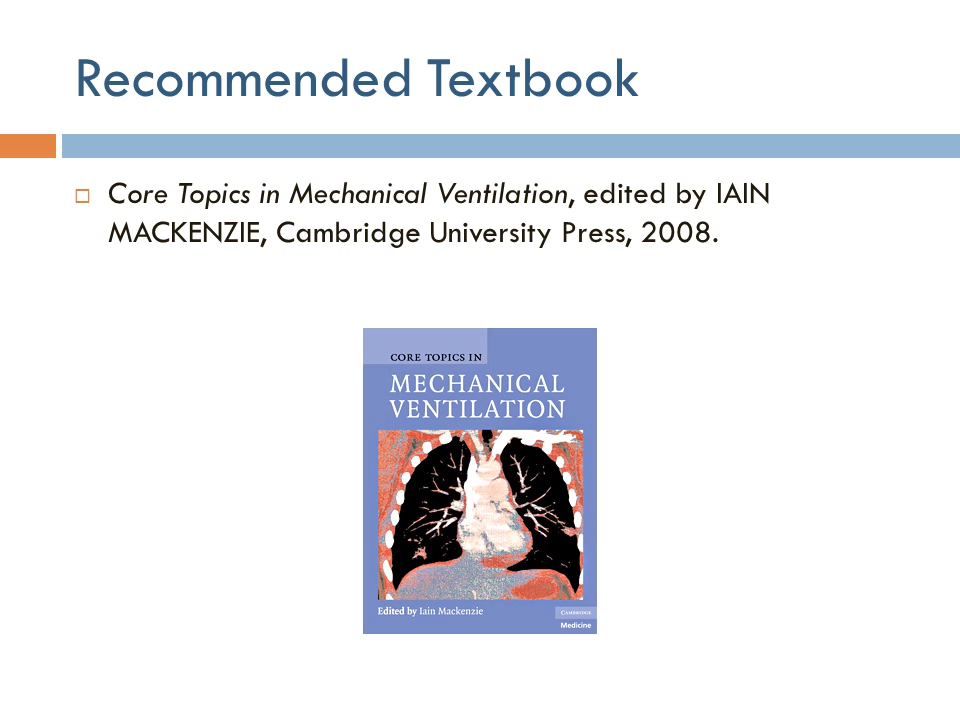 Recommended Textbook
Core Topics in Mechanical Ventilation, edited by IAIN
MACKENZIE, Cambridge University Press, 2008.
CORE TOPICS IN
MECHANICAL
VENTILATION
Edited by Iain Mackenzie
CAMBRIDGE
Medicine